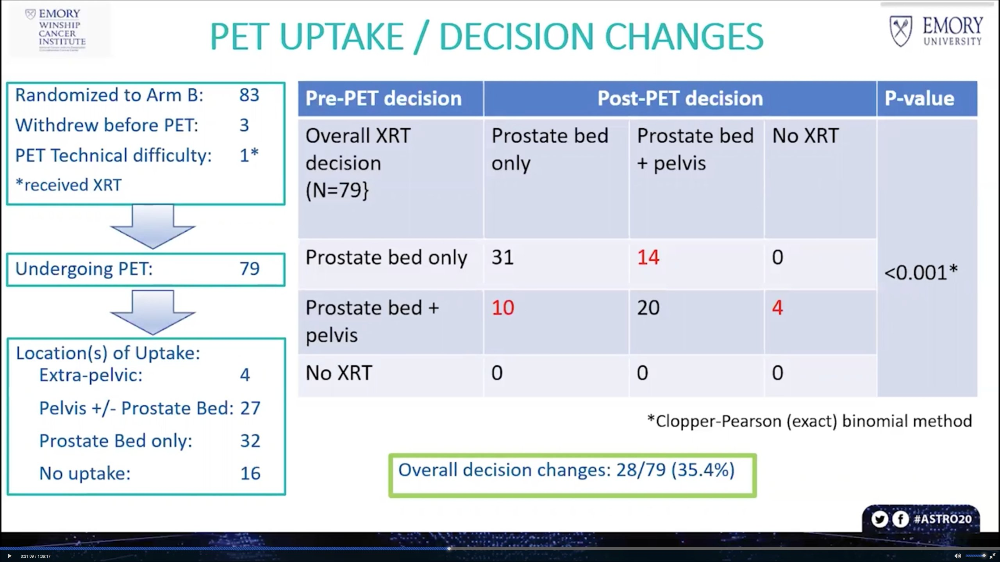 EMORY
WINSHIP
CANCER
INSTITUTE
PET UPTAKE / DECISION CHANGES
EMORY
UNIVERSITY
Randomized to Arm B: 83
Withdrew before PET: 3
PET Technical difficulty: 1*
*received XRT
Undergoing PET: 79
Location(s) of Uptake:
Extra-pelvic: 4
Pelvis +/- Prostate Bed: 27
Prostate Bed only: 32
No uptake: 16
Pre-PET decision Post-PET decision P-value
Overall XRT Prostate bed Prostate bed No XRT
decision only + pelvis
(N=79}
Prostate bed only 31 14 0
<0.001*
Prostate bed + 10 20 4
pelvis
No XRT 0 0 0
*Clopper-Pearson (exact) binomial method
Overall decision changes: 28/79 (35.4%)
#ASTRO20
0:31:09 / 1:09:17